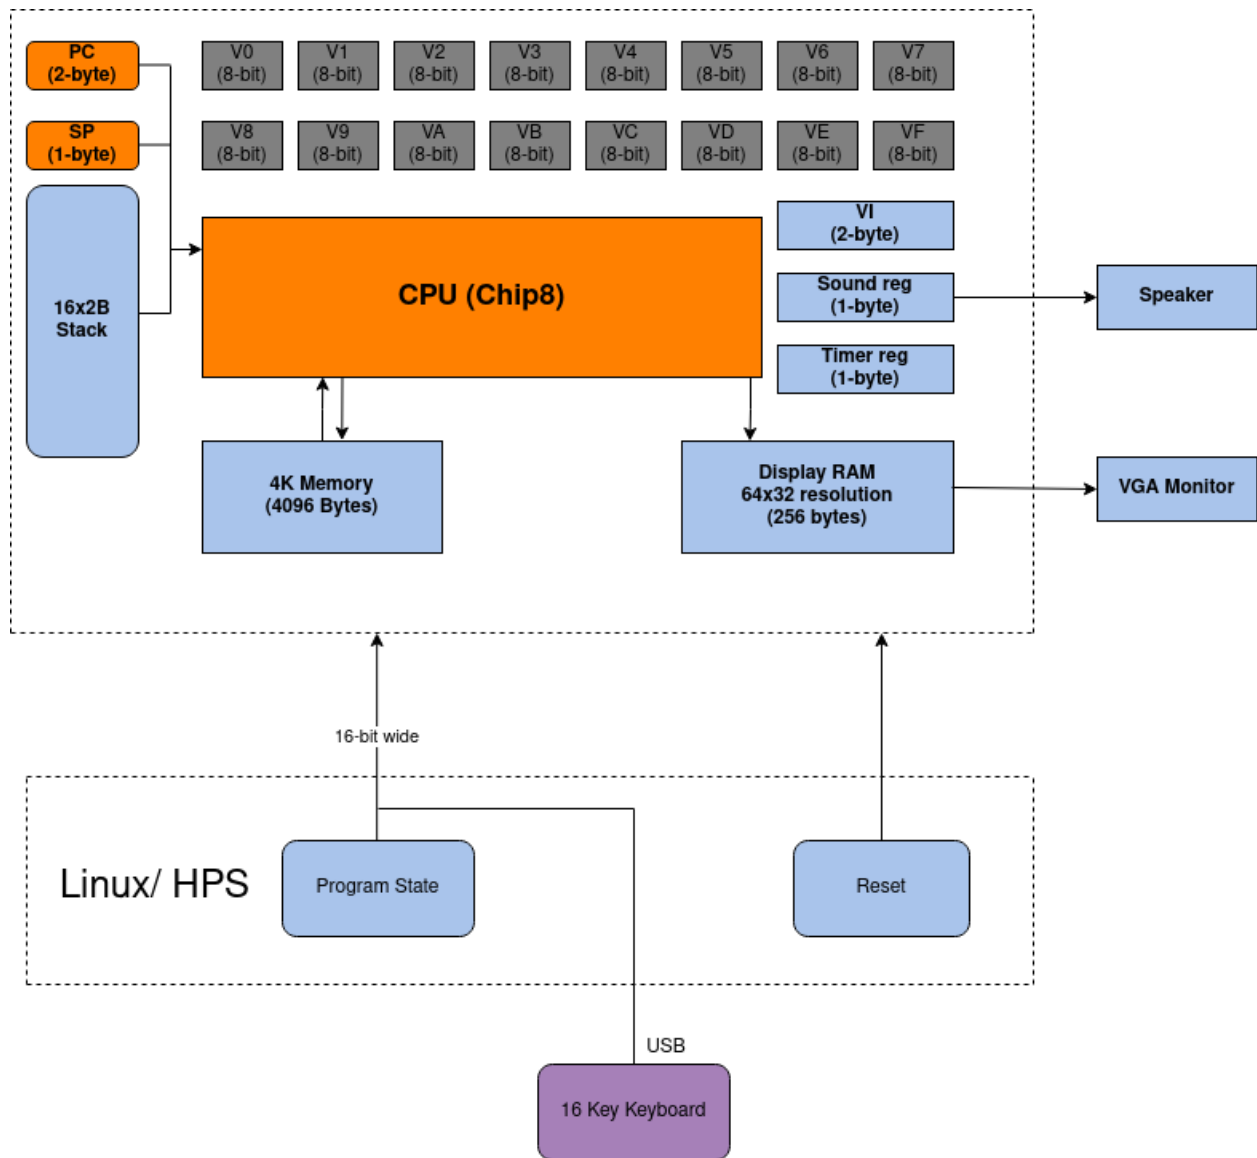 PC
(2-byte)
V0
(8-bit)
V1
(8-bit)
V2
(8-bit)
V3
(8-bit)
V4
(8-bit)
V5
(8-bit)
V6
(8-bit)
V7
(8-bit)
SP
(1-byte)
V8
(8-bit)
V9
(8-bit)
VA
(8-bit)
VB
(8-bit)
VC
(8-bit)
VD
(8-bit)
VE
(8-bit)
VF
(8-bit)
16x2B
Stack
CPU (Chip8)
VI
(2-byte)
Sound reg
(1-byte)
Timer reg
(1-byte)
Speaker
4K Memory
(4096 Bytes)
Display RAM
64x32 resolution
(256 bytes)
VGA Monitor
16-bit wide
Linux/ HPS
Program State
Reset
USB
16 Key Keyboard